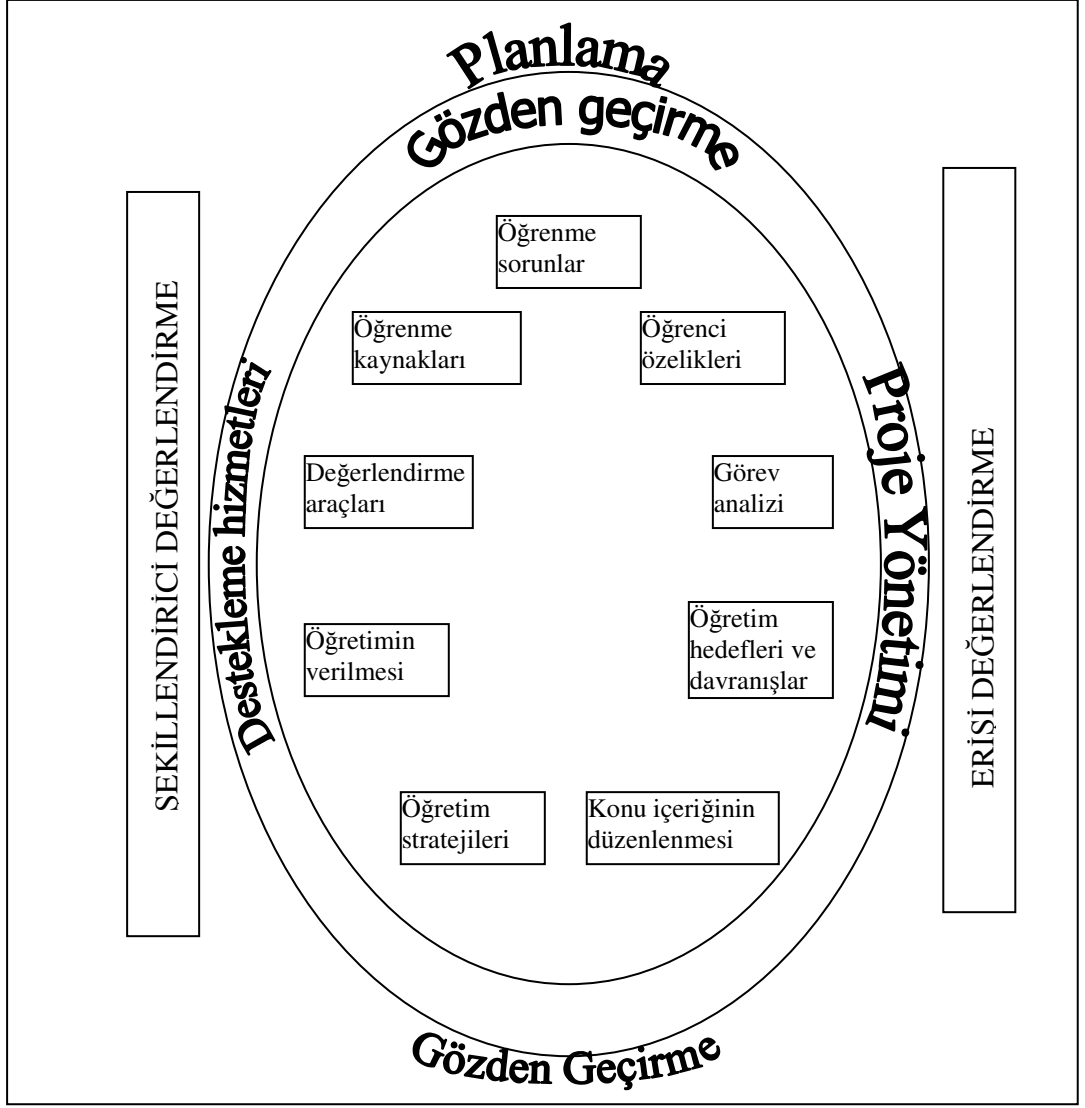 Planlama
Gözden geçirme
Öğrenme
sorunlar
Öğrenme
kaynakları
Öğrenci
özelikleri
Değerlendirme
araçları
Görev
analizi
Öğretimin
verilmesi
Öğretim
hedefleri ve
davranışlar
Öğretim
stratejileri
Konu içeriğinin
düzenlenmesi
Destekleme hizmetleri
Proje Yönetimi
ŞEKİLLENDİRİCİ DEĞERLENDİRME
ERİŞİ DEĞERLENDİRME
Gözden Geçirme